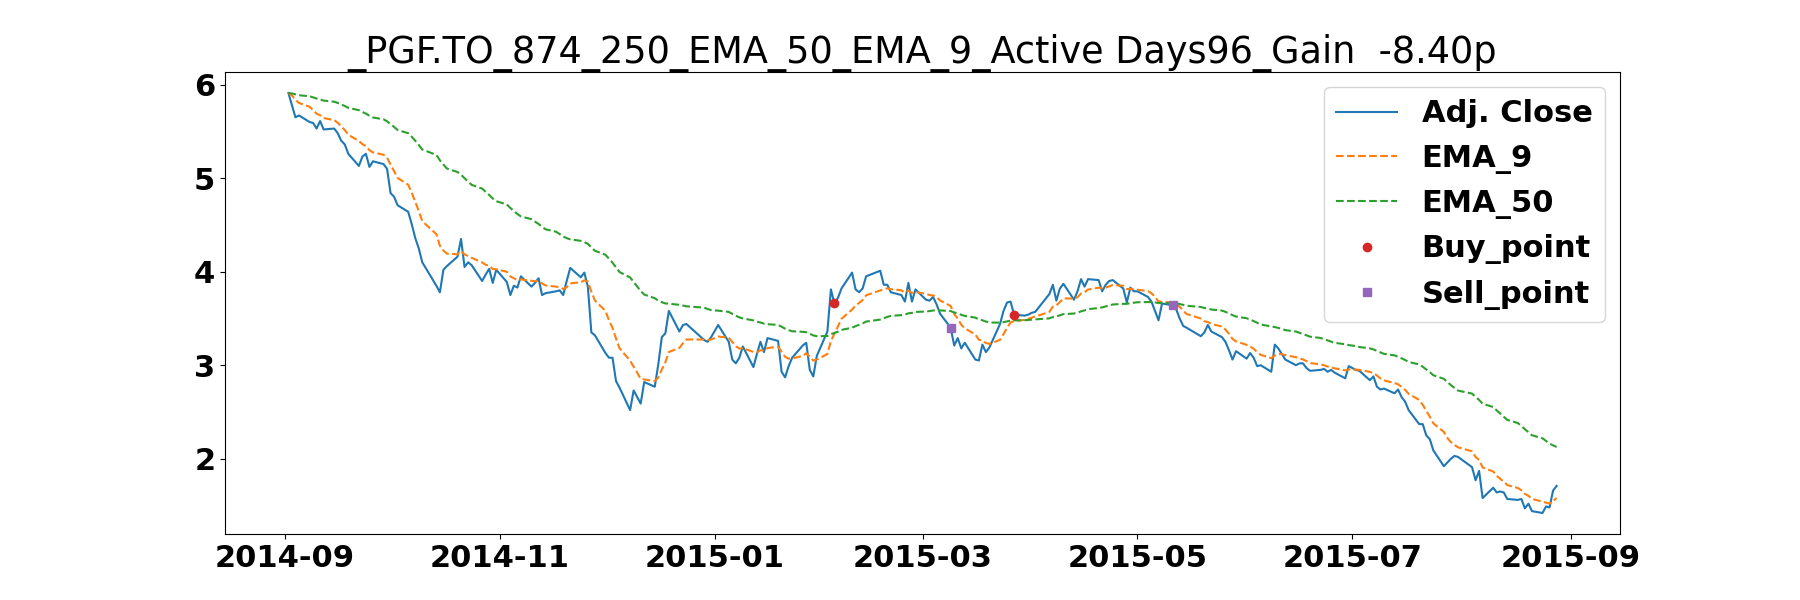 _PGF.TO_874_250_EMA_50_EMA_9_Active Days96_Gain  -8.40p
6
5
4
3
2
Adj. Close
EMA_9
EMA_50
Buy_point
Sell_point
2014-09 2014-11 2015-01 2015-03 2015-05 2015-07 2015-09